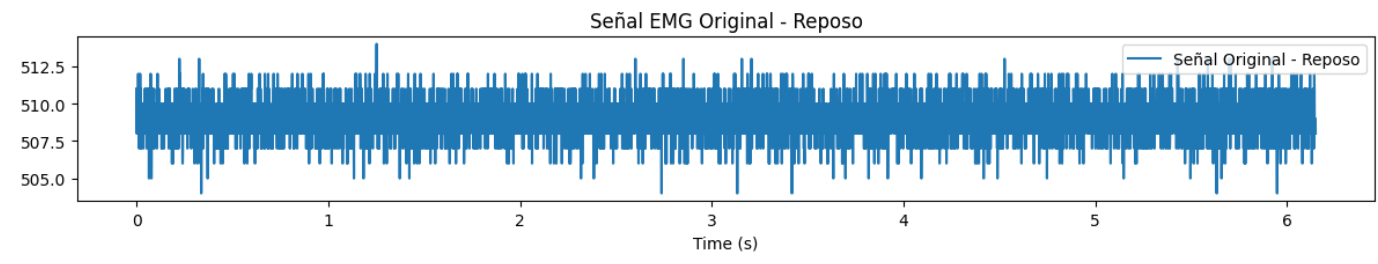 Señal EMG Original - Reposo
Señal Original - Reposo
512.5
510.0
507.5
505.0
0 1 2 3 4 5 6
Time (s)